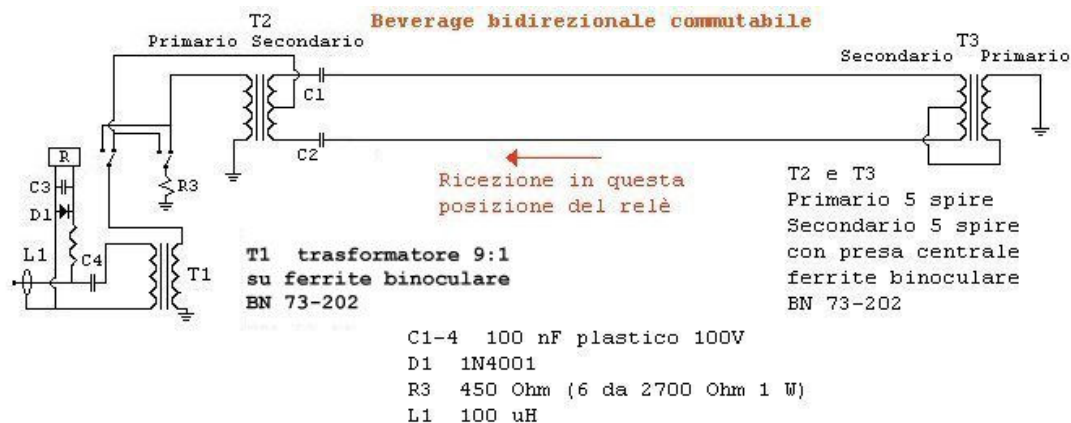 Beverage bidirezionale commutabile
T2
Primario Secondario
T3
Secondario Primario
C1
C2
R
C3
D1
R3
L1
C4
T1
Ricezione in questa
posizione del relè
T1 trasformatore 9:1
su ferrite binoculare
BN 73-202
T2 e T3
Primario 5 spire
Secondario 5 spire
con presa centrale
ferrite binoculare
BN 73-202
C1-4 100 nF plastico 100V
D1 1N4001
R3 450 Ohm (6 da 2700 Ohm 1 W)
L1 100 uH